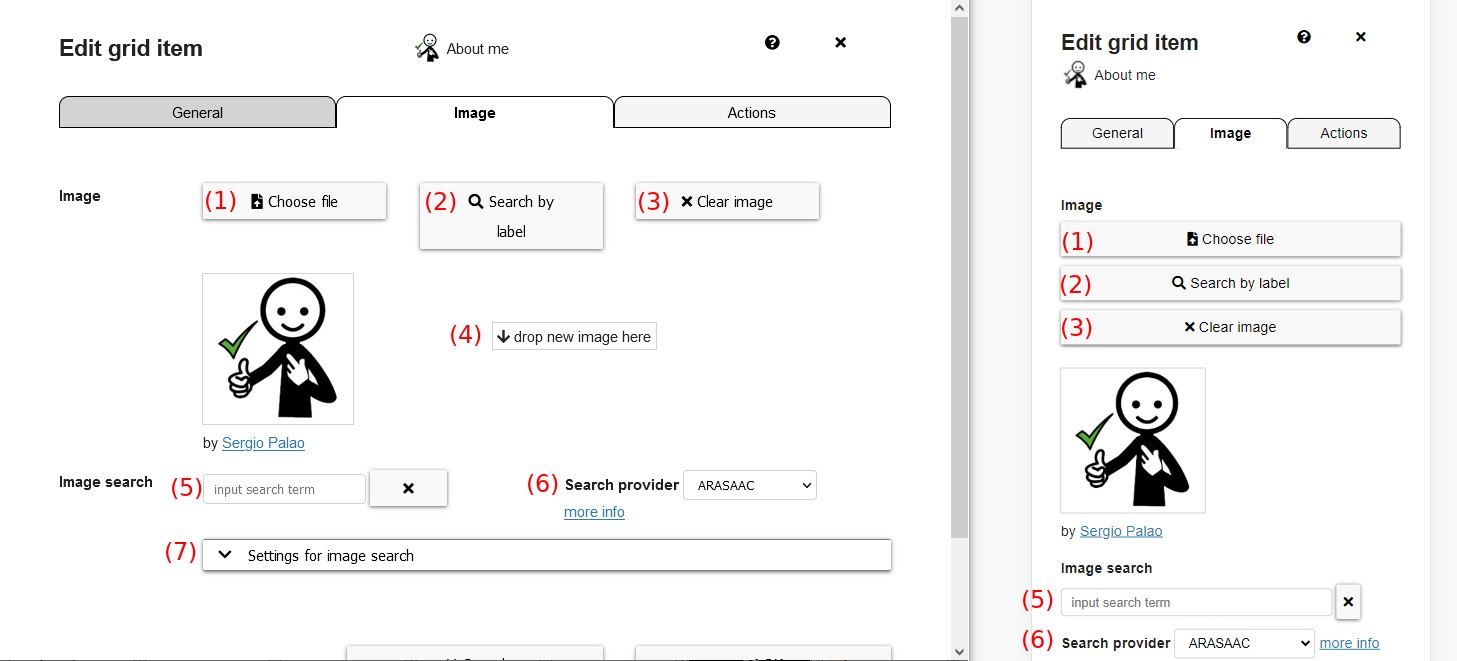 Edit grid item
About me
General
Image
Actions
Image
(1) Choose file
(2) Search by
label
(3) Clear image
(4) drop new image here
by Sergio Palao
Image search
(5) input search term
(6) Search provider ARASAAC
more info
(7) Settings for image search
Edit grid item
About me
General
Image
Actions
Image
(1) Choose file
(2) Search by label
(3) Clear image
by Sergio Palao
Image search
(5) input search term
(6) Search provider ARASAAC more info